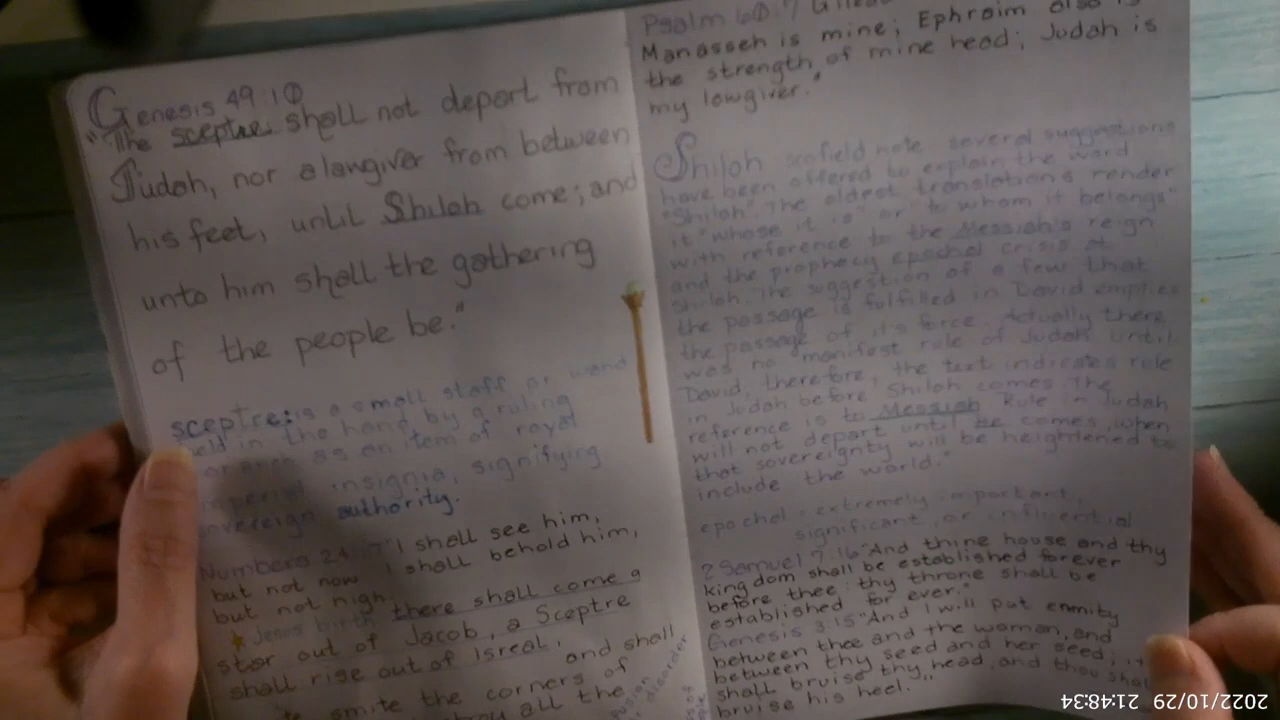 Genesis 49:10
"The sceptre shall not depart from
Judah, nor a lawgiver from between
his feet, until Shiloh come; and
unto him shall the gathering
of the people be."
sceptre: is a small staff or wand
held in the hand by a ruling
as an item of royal
insignia, signifying
sovereign authority.
Numbers 24:17 "I shall see him,
but not now I shall behold him,
but not nigh.
Jesus birth there shall come a
star out of Jacob, a Sceptre
shall rise out of Isreal,
and shall
smite the corners of
all the
disorder
Psalm 60:7
Manasseh is mine; Ephraim also is
the strength of mine head; Judah is
my lawgiver."
Shiloh scofield note several suggestions
have been offered to explain the word
"Shiloh". The oldest translations render
it "whose it is" or "to whom it belongs"
with reference to the Messiah's reign
and the prophecy epochal crisis at
Shiloh. The suggestion of a few that
the passage is fulfilled in David empties
the passage of its force. Actually there
was no manifest rule of Judah until
David, therefore, the text indicates rule
in Judah before Shiloh comes. The
reference is to Messiah Rule in Judah
will not depart until He comes, when
that sovereignty will be heightened to
include the world."
epochal: extremely important,
significant, or influential
2 Samuel 7:16 "And thine house and thy
kingdom shall be established forever
before thee: thy throne shall be
established for ever."
Genesis 3:15 "And I will put enmity
between thee and the woman, and
between thy seed and her seed; it
shall bruise thy head, and thou shalt
bruise his heel."
2022/10/29 21:48:34